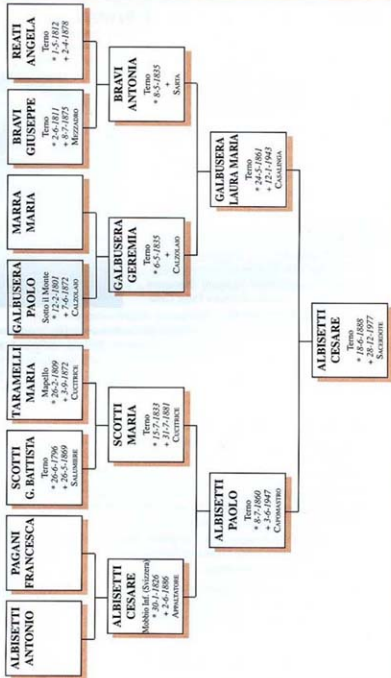 ALBISETTI
ANTONIO
PAGANI
FRANCESCA
SCOTTI
G. BATTISTA
Terno
* 26-6-1796
+ 26-5-1869
SALUMIERE
TARAMELLI
MARIA
Mapello
* 26-2-1809
+ 3-9-1872
CUCITRICE
GALBUSERA
PAOLO
Sotto il Monte
* 12-2-1801
+ 7-6-1872
CALZOLAIO
MARRA
MARIA
BRAVI
GIUSEPPE
Terno
* 2-6-1811
+ 8-7-1875
MEZZADRO
REATI
ANGELA
Terno
* 1-5-1812
+ 2-4-1878
ALBISETTI
CESARE
Mobbio Inf. (Svizzera)
* 30-1-1826
+ 2-6-1886
APPALTATORE
SCOTTI
MARIA
Terno
* 15-7-1833
+ 31-7-1881
CUCITRICE
GALBUSERA
GEREMIA
Terno
* 6-5-1835
+
CALZOLAIO
BRAVI
ANTONIA
Terno
* 8-5-1835
+
SARTA
ALBISETTI
PAOLO
Terno
* 8-7-1860
+ 3-6-1947
CAPOMASTRO
GALBUSERA
LAURA MARIA
Terno
* 24-5-1861
+ 12-1-1943
CASALINGA
ALBISETTI
CESARE
Terno
* 18-6-1888
+ 28-12-1977
SACERDOTE